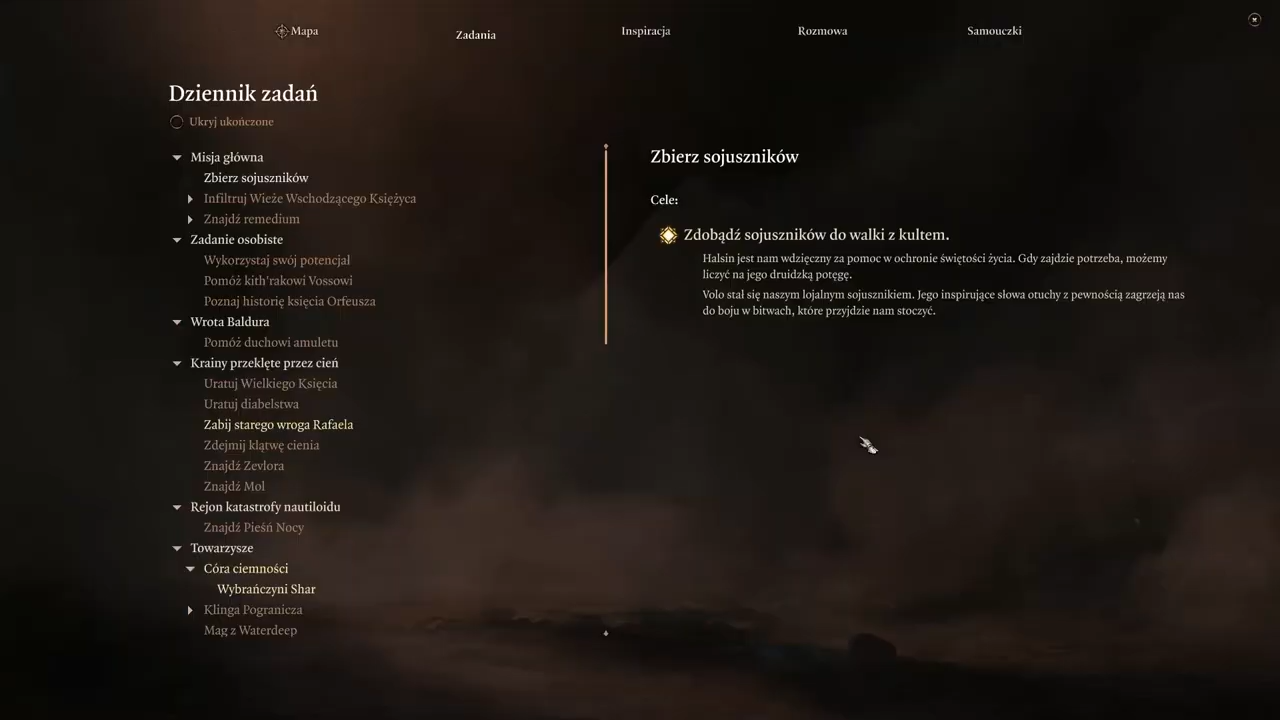 Mapa
Zadania
Inspiracja
Rozmowa
Samouczki
Dziennik zadań
Ukryj ukończone
Misja główna
Zbierz sojuszników
Infiltruj Wieże Wschodzącego Księżyca
Znajdź remedium
Zadanie osobiste
Wykorzystaj swój potencjał
Pomóż kith'rakowi Vossowi
Poznaj historię księcia Orfeusza
Wrota Baldura
Pomóż duchowi amuletu
Krainy przeklęte przez cień
Uratuj Wielkiego Księcia
Uratuj diabelstwa
Zabij starego wroga Rafaela
Zdejmij klątwę cienia
Znajdź Zevlora
Znajdź Mol
Rejon katastrofy nautiloidu
Znajdź Pieśń Nocy
Towarzysze
Córa ciemności
Wybrańczyni Shar
Klinga Pogranicza
Mag z Waterdeep
Zbierz sojuszników
Cele:
Zdobądź sojuszników do walki z kultem.
Halsin jest nam wdzięczny za pomoc w ochronie świętości życia. Gdy zajdzie potrzeba, możemy
liczyć na jego druidzką potęgę.
Volo stał się naszym lojalnym sojusznikiem. Jego inspirujące słowa otuchy z pewnością zagrzeją nas
do boju w bitwach, które przyjdzie nam stoczyć.